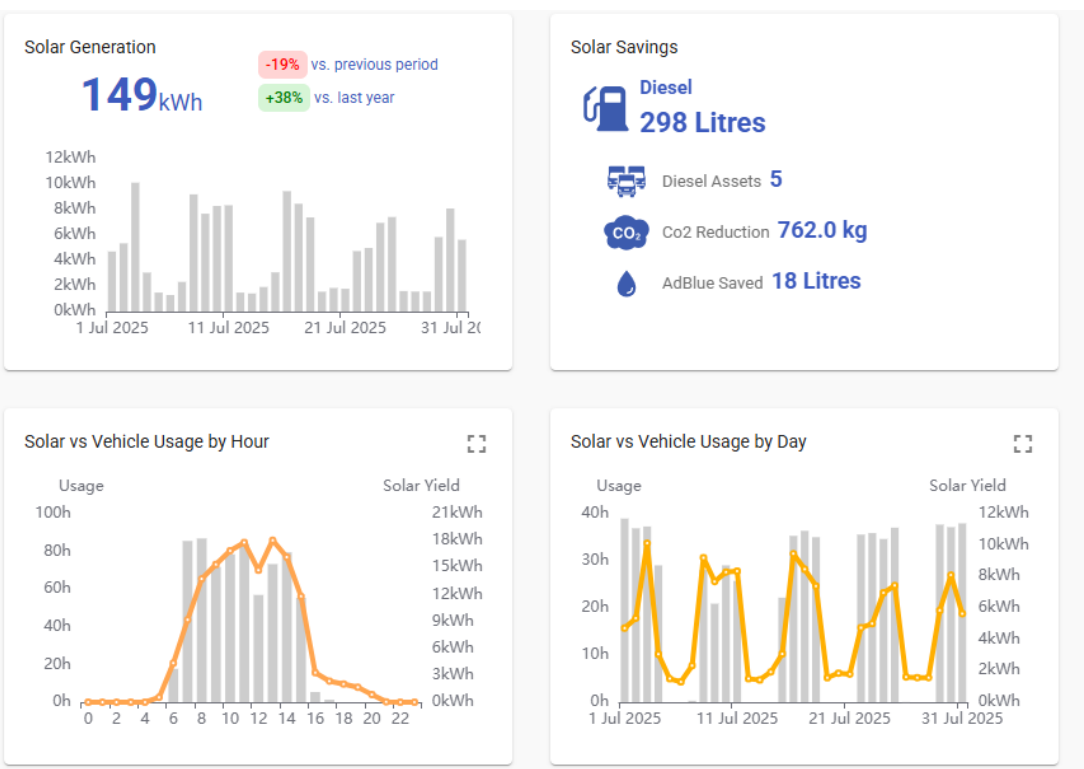 Solar Generation
149kWh
-19% vs. previous period
+38% vs. last year
12kWh
10kWh
8kWh
6kWh
4kWh
2kWh
0kWh
1 Jul 2025 11 Jul 2025 21 Jul 2025 31 Jul 20
Solar Savings
Diesel
298 Litres
Diesel Assets 5
CO₂ Co2 Reduction 762.0 kg
AdBlue Saved 18 Litres
Solar vs Vehicle Usage by Hour
Usage Solar Yield
100h 21kWh
18kWh
80h
15kWh
60h
12kWh
40h
9kWh
6kWh
20h
3kWh
0h 0kWh
0 2 4 6 8 10 12 14 16 18 20 22
Solar vs Vehicle Usage by Day
Usage Solar Yield
40h 12kWh
10kWh
30h
8kWh
20h
6kWh
4kWh
10h
2kWh
0h 0kWh
1 Jul 2025 11 Jul 2025 21 Jul 2025 31 Jul 2025